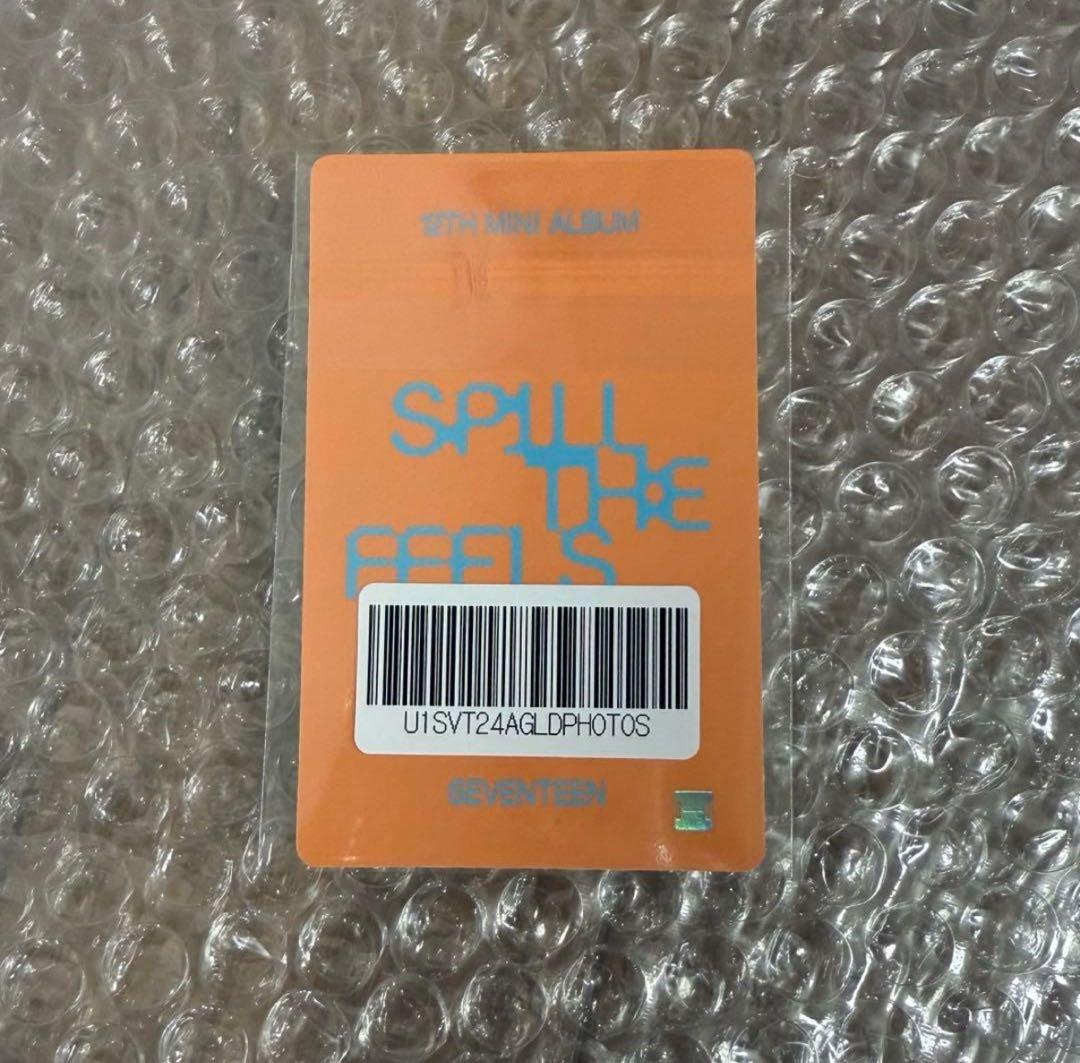 12TH MINI ALBUM
SPILL
THE
FEELS
U1SVT24AGLDPHOTOS
SEVENTEEN